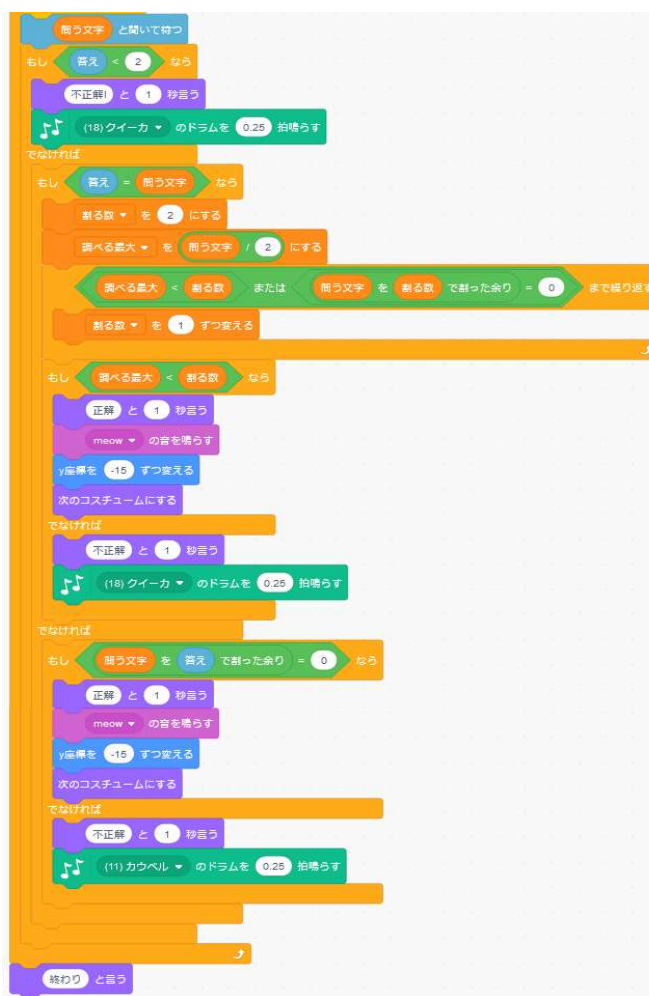 問う文字 と聞いて待つ
もし 答え < 2 なら
不正解! と 1 秒言う
(18) クイーカ のドラムを 0.25 拍鳴らす
でなければ
もし 答え = 問う文字 なら
割る数 を 2 にする
調べる最大 を 問う文字 / 2 にする
調べる最大 < 割る数 または 問う文字 を 割る数 で割った余り = 0 まで繰り返す
割る数 を 1 ずつ変える
もし 調べる最大 < 割る数 なら
正解 と 1 秒言う
meow の音を鳴らす
y座標を -15 ずつ変える
次のコスチュームにする
でなければ
不正解 と 1 秒言う
(18) クイーカ のドラムを 0.25 拍鳴らす
でなければ
もし 問う文字 を 答え で割った余り = 0 なら
正解 と 1 秒言う
meow の音を鳴らす
y座標を -15 ずつ変える
次のコスチュームにする
でなければ
不正解 と 1 秒言う
(11) カウベル のドラムを 0.25 拍鳴らす
終わり と言う